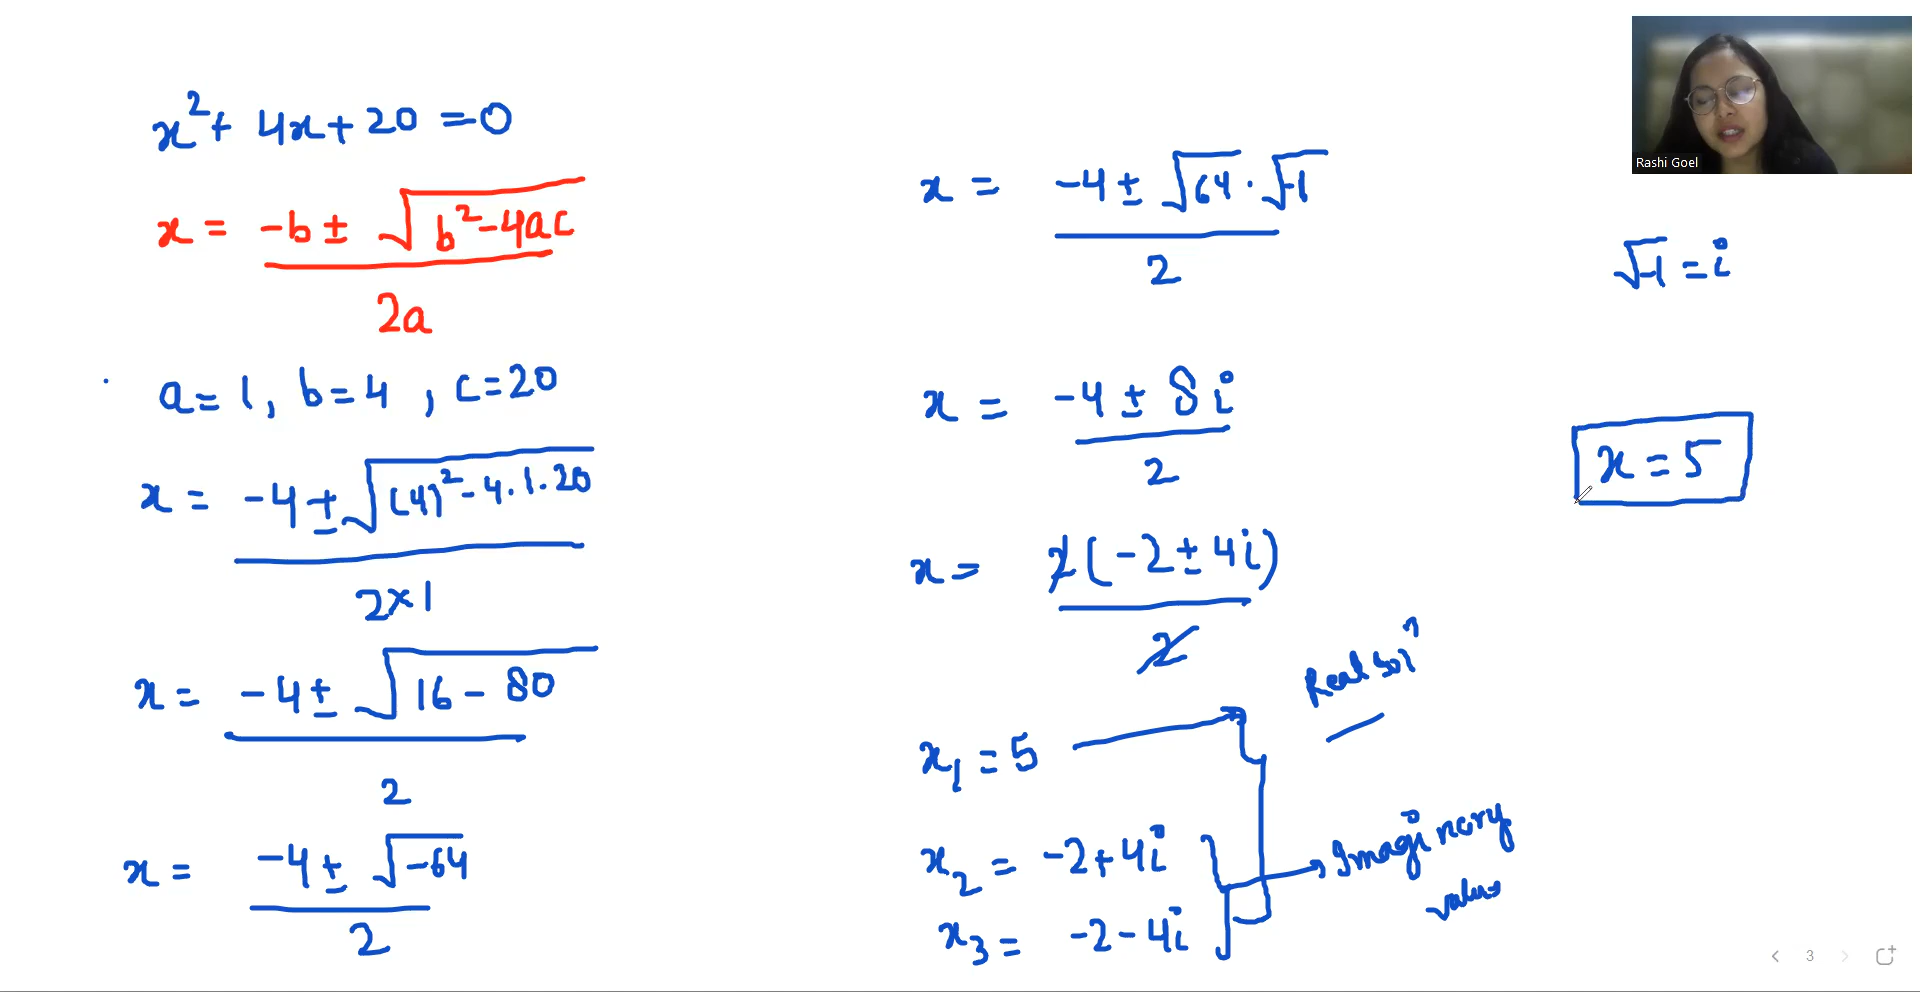 x² + 4x + 20 = 0
x = (-b ± √(b² - 4ac)) / 2a
a = 1, b = 4, c = 20
x = (-4 ± √((4)² - 4.1.20)) / 2×1
x = (-4 ± √(16 - 80)) / 2
x = (-4 ± √-64) / 2
x = (-4 ± √64 · √-1) / 2
x = (-4 ± 8i) / 2
x = 2(-2 ± 4i) / 2
x₁ = 5
Real solⁿ
x₂ = -2 + 4i
x₃ = -2 - 4i
Imaginary
values
√-1 = i
x = 5
Rashi Goel
3